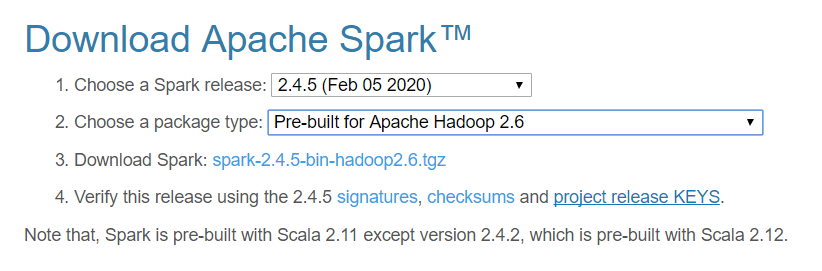 Download Apache Spark™
1. Choose a Spark release: 2.4.5 (Feb 05 2020)
2. Choose a package type: Pre-built for Apache Hadoop 2.6
3. Download Spark: spark-2.4.5-bin-hadoop2.6.tgz
4. Verify this release using the 2.4.5 signatures, checksums and project release KEYS.
Note that, Spark is pre-built with Scala 2.11 except version 2.4.2, which is pre-built with Scala 2.12.